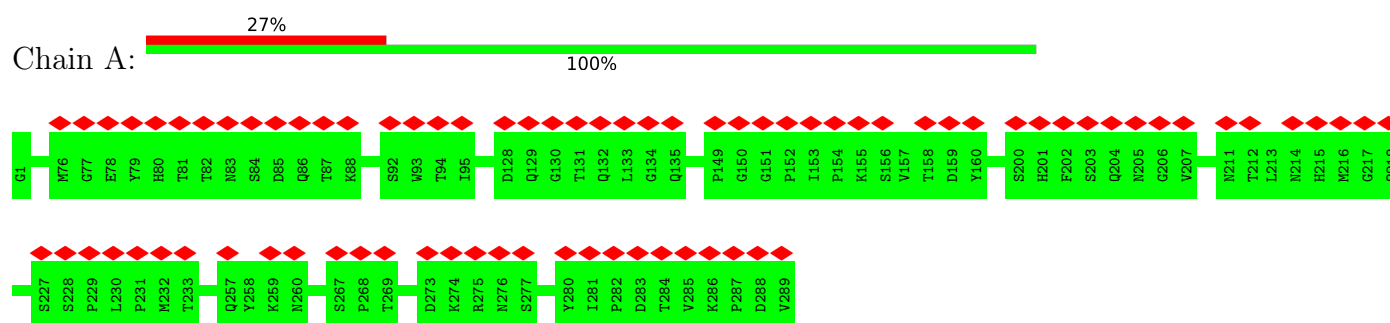 27%
Chain A:
100%
G1 M76 G77 E78 Y79 H80 T81 T82 N83 S84 D85 Q86 T87 K88 S92 W93 T94 I95 D128 Q129 G130 T131 Q132 L133 G134 Q135 P149 G150 G151 P152 I153 P154 K155 S156 V157 T158 D159 Y160 S200 H201 F202 S203 Q204 N205 G206 V207 N211 T212 L213 N214 H215 M216 G217
S227 S228 P229 L230 P231 M232 T233 Q257 Y258 K259 N260 S267 P268 T269 D273 K274 R275 N276 S277 Y280 I281 P282 D283 T284 V285 K286 P287 D288 V289